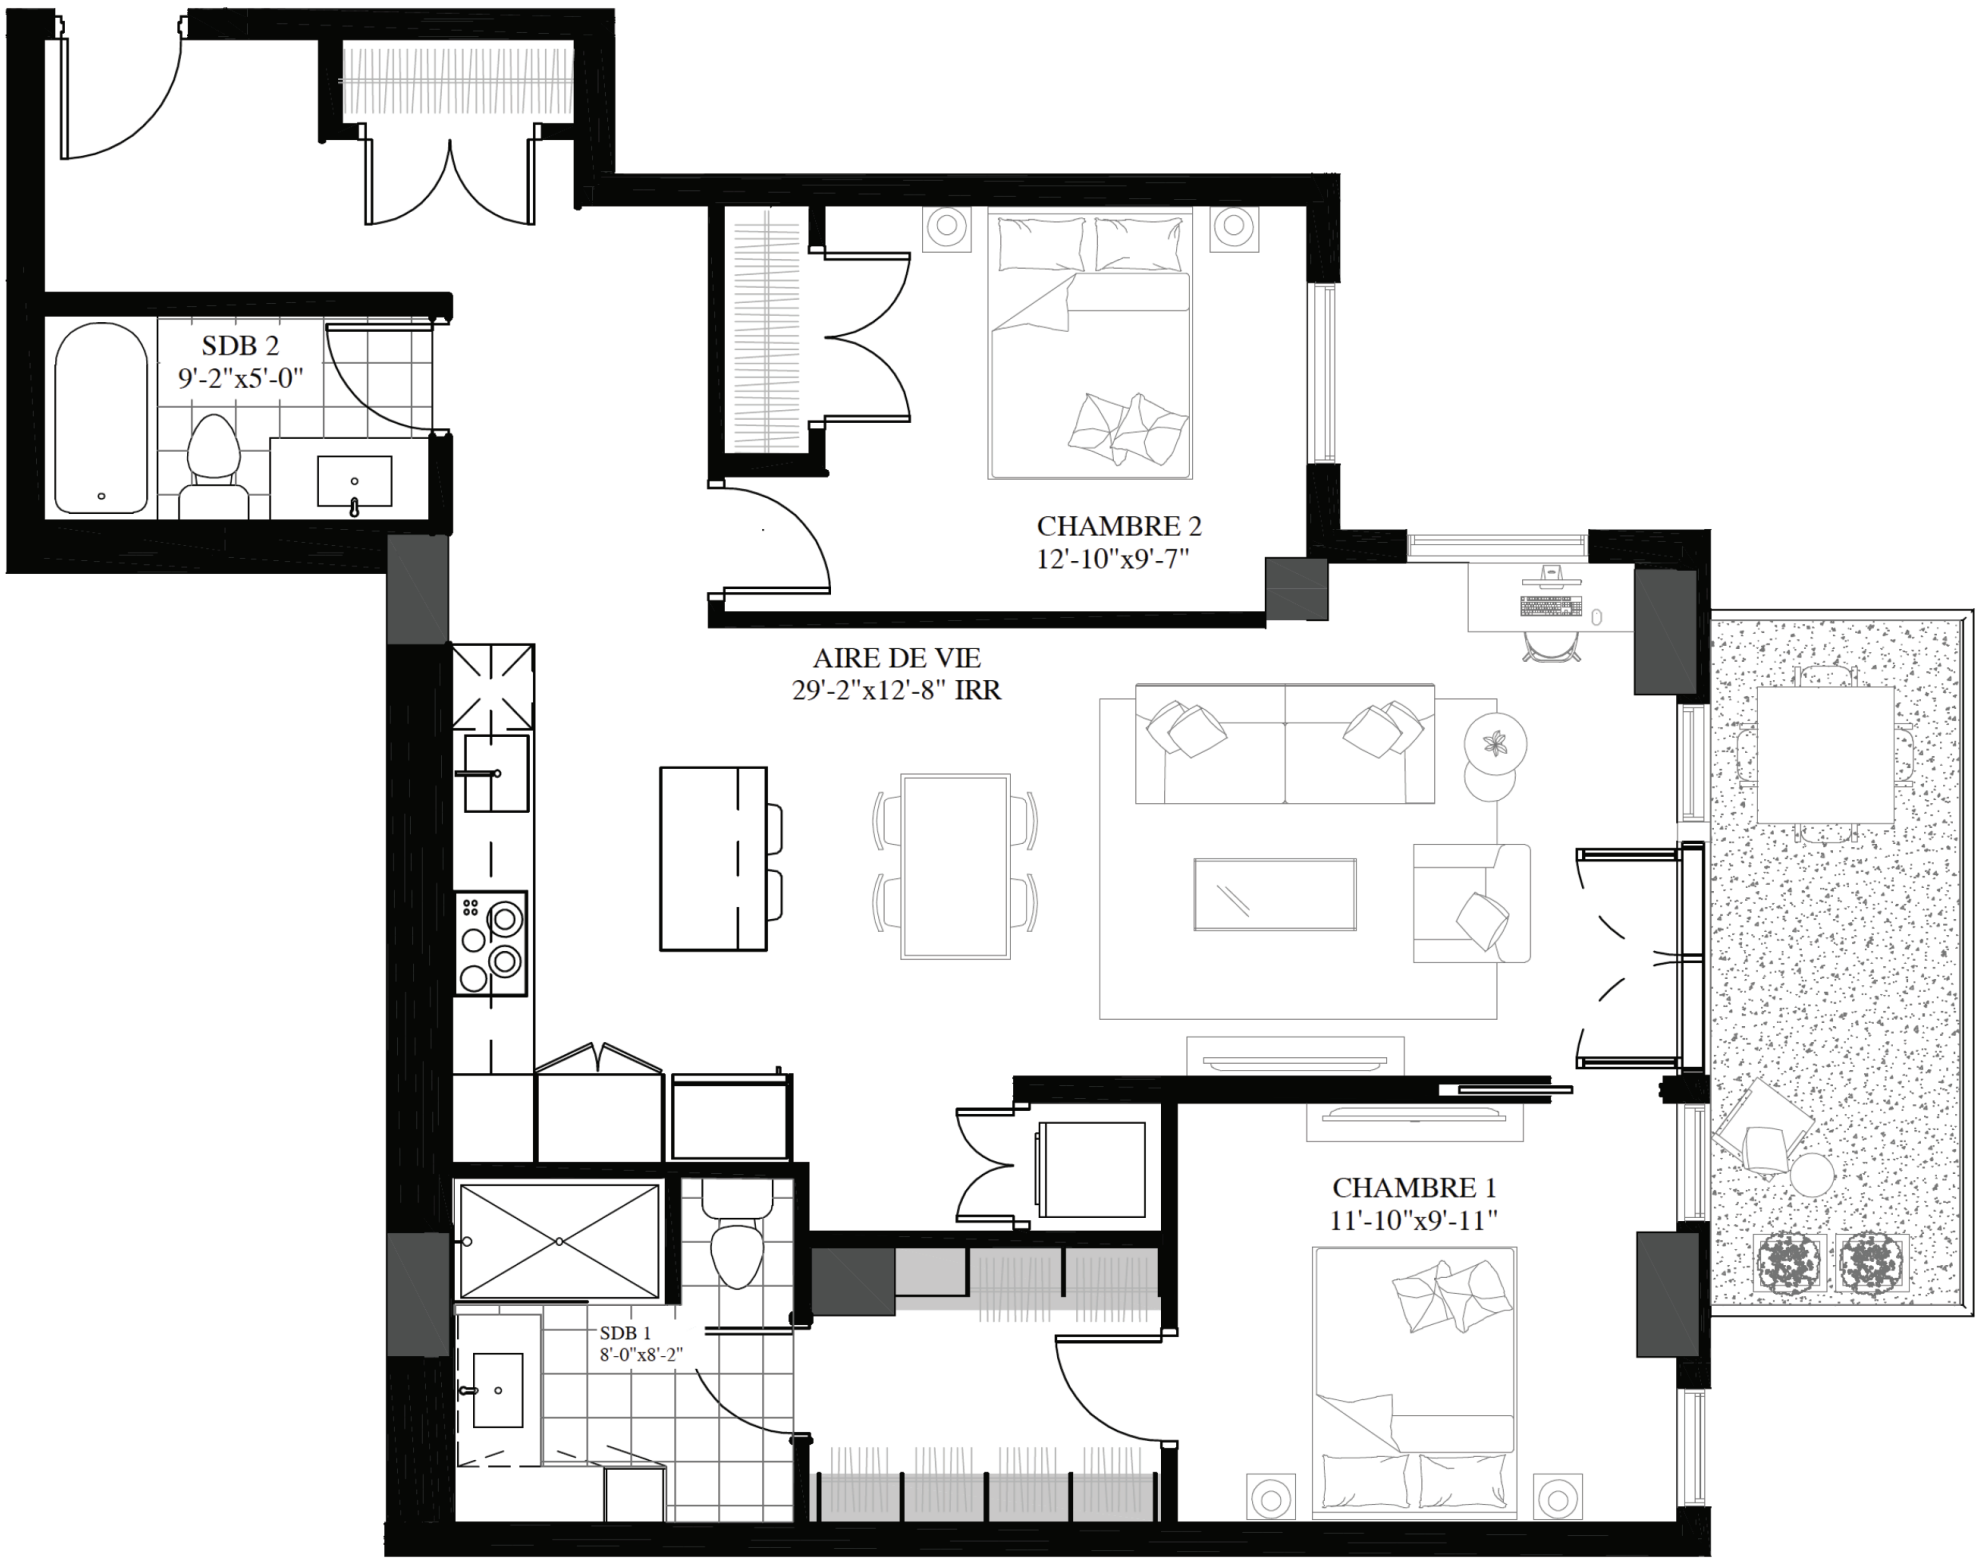 SDB 2
9'-2"x5'-0"
CHAMBRE 2
12'-10"x9'-7"
AIRE DE VIE
29'-2"x12'-8" IRR
CHAMBRE 1
11'-10"x9'-11"
SDB 1
8'-0"x8'-2"